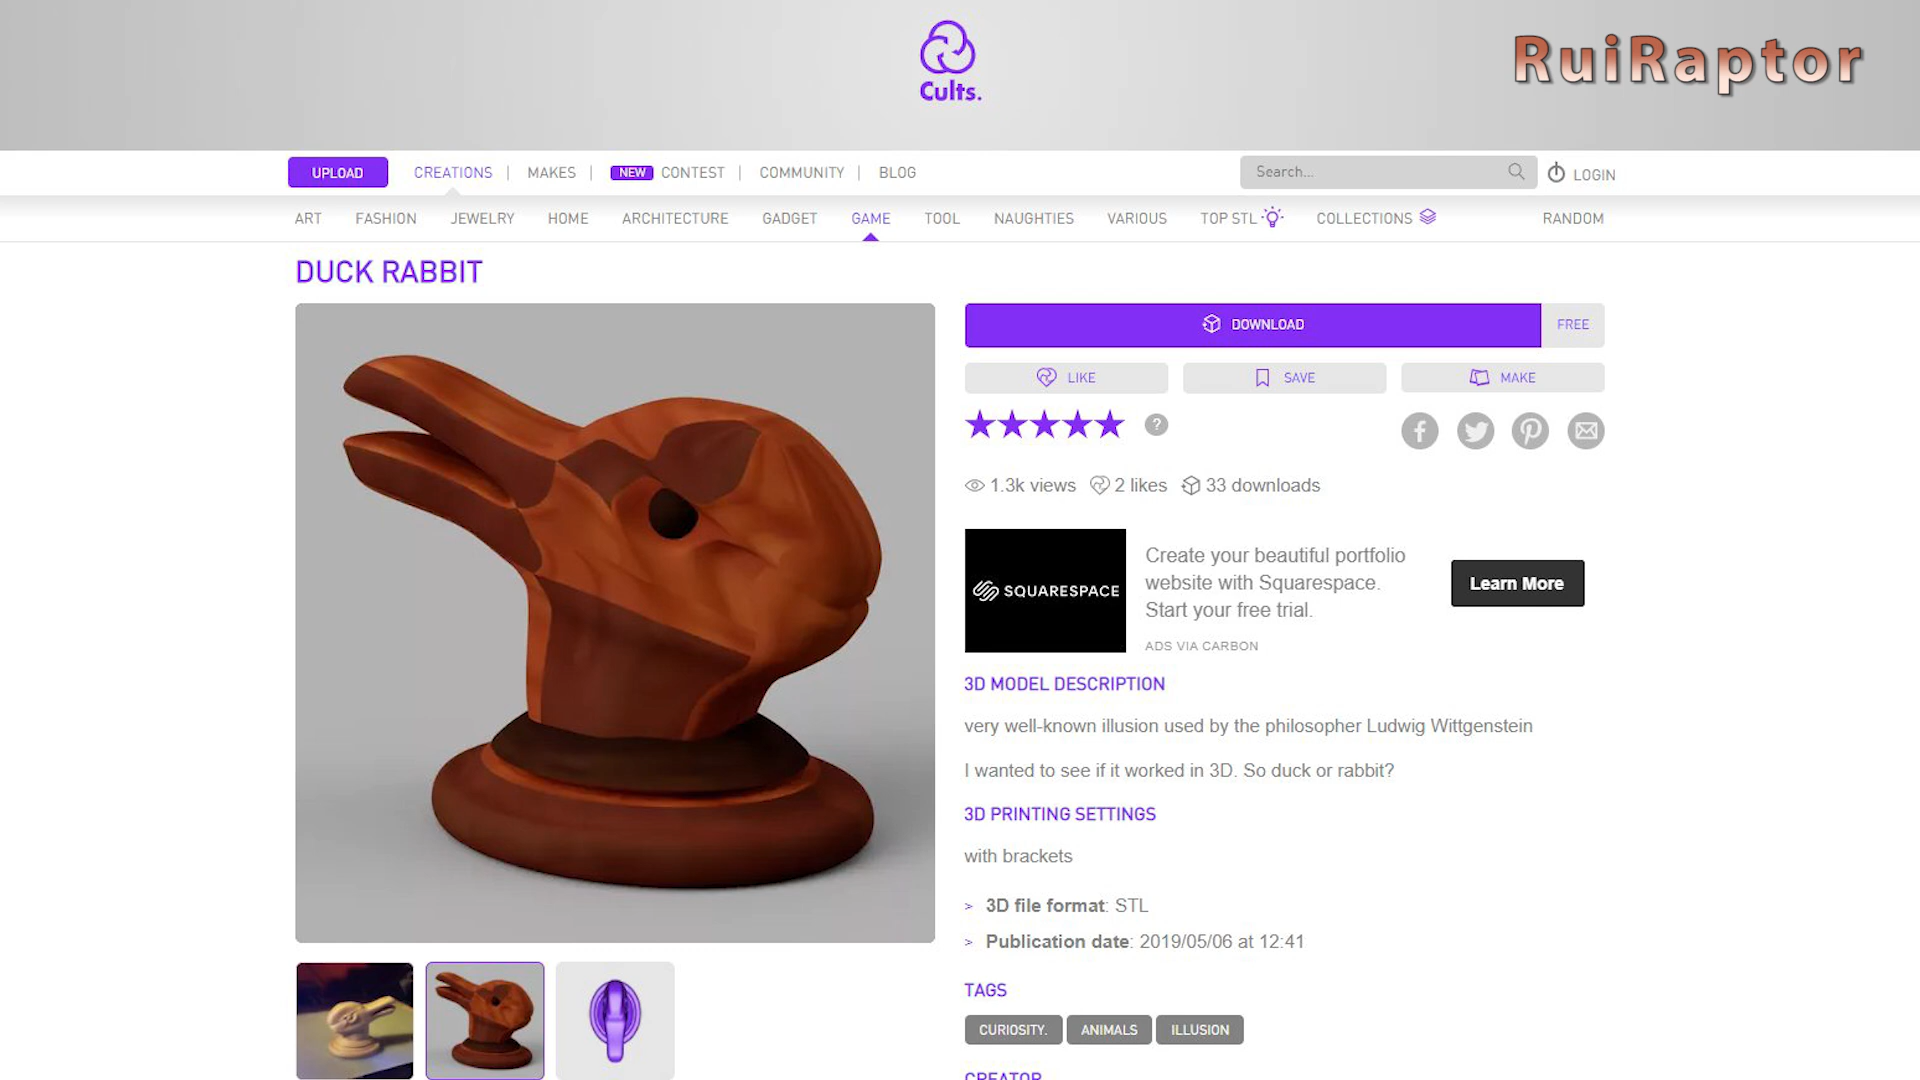 Cults.
RuiRaptor
UPLOAD
CREATIONS | MAKES | NEW CONTEST | COMMUNITY | BLOG
Search...
LOGIN
ART FASHION JEWELRY HOME ARCHITECTURE GADGET GAME TOOL NAUGHTIES VARIOUS TOP STL COLLECTIONS RANDOM
DUCK RABBIT
DOWNLOAD FREE
LIKE SAVE MAKE
?
1.3k views 2 likes 33 downloads
SQUARESPACE
Create your beautiful portfolio
website with Squarespace.
Start your free trial.
ADS VIA CARBON
Learn More
3D MODEL DESCRIPTION
very well-known illusion used by the philosopher Ludwig Wittgenstein
I wanted to see if it worked in 3D. So duck or rabbit?
3D PRINTING SETTINGS
with brackets
> 3D file format: STL
> Publication date: 2019/05/06 at 12:41
TAGS
CURIOSITY. ANIMALS ILLUSION
CREATOR